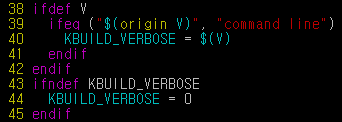 38 ifdef V
39   ifeq ("$(origin V)", "command line")
40     KBUILD_VERBOSE = $(V)
41   endif
42 endif
43 ifndef KBUILD_VERBOSE
44   KBUILD_VERBOSE = 0
45 endif